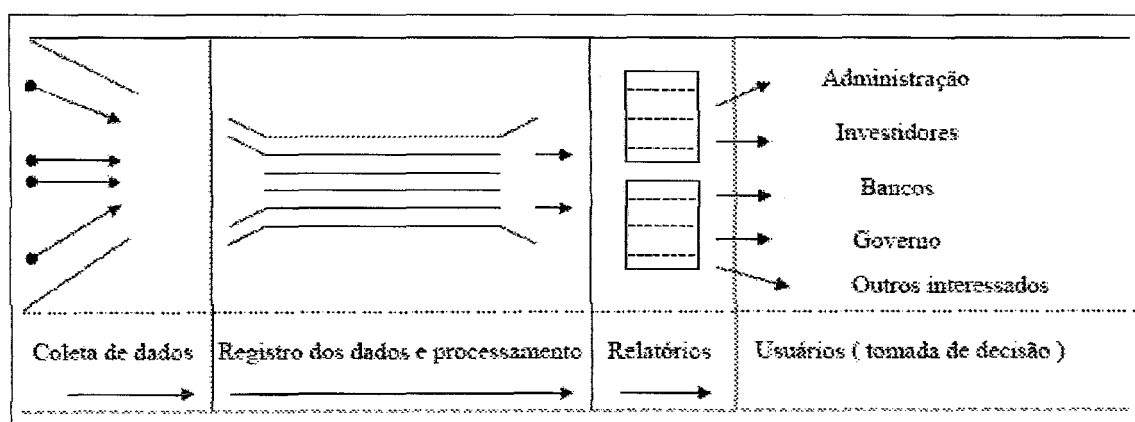 Administração
Investidores
Bancos
Governo
Outros interessados
Coleta de dados
Registro dos dados e processamento
Relatórios
Usuários ( tomada de decisão )